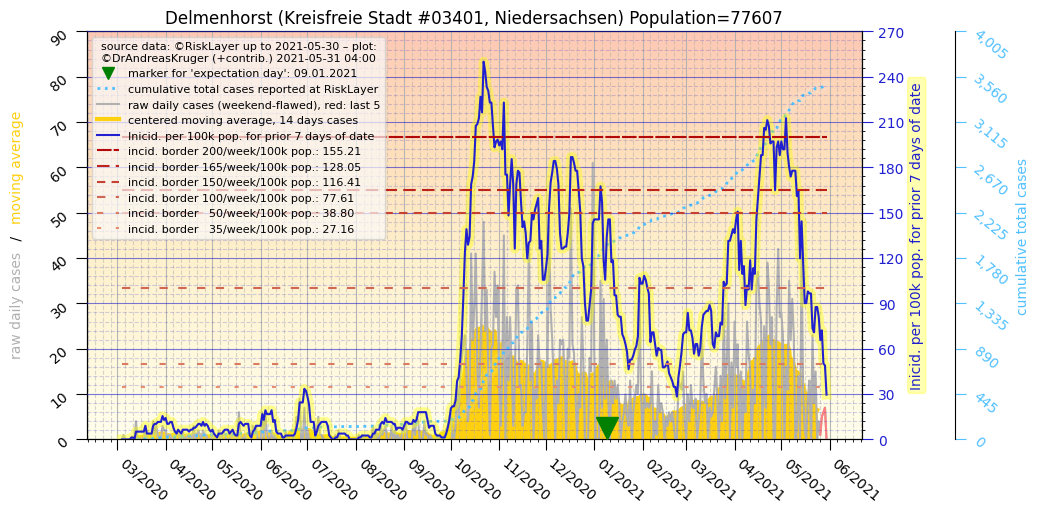 Delmenhorst (Kreisfreie Stadt #03401, Niedersachsen) Population=77607
source data: ©RiskLayer up to 2021-05-30 – plot:
©DrAndreasKruger (+contrib.) 2021-05-31 04:00
marker for 'expectation day': 09.01.2021
cumulative total cases reported at RiskLayer
raw daily cases (weekend-flawed), red: last 5
centered moving average, 14 days cases
Inicid. per 100k pop. for prior 7 days of date
incid. border 200/week/100k pop.: 155.21
incid. border 165/week/100k pop.: 128.05
incid. border 150/week/100k pop.: 116.41
incid. border 100/week/100k pop.: 77.61
incid. border 50/week/100k pop.: 38.80
incid. border 35/week/100k pop.: 27.16
raw daily cases / moving average
90
80
70
60
50
40
30
20
10
0
270
240
210
180
150
120
90
60
30
0
Inicid. per 100k pop. for prior 7 days of date
4,005
3,560
3,115
2,670
2,225
1,780
1,335
890
445
0
cumulative total cases
03/2020
04/2020
05/2020
06/2020
07/2020
08/2020
09/2020
10/2020
11/2020
12/2020
01/2021
02/2021
03/2021
04/2021
05/2021
06/2021